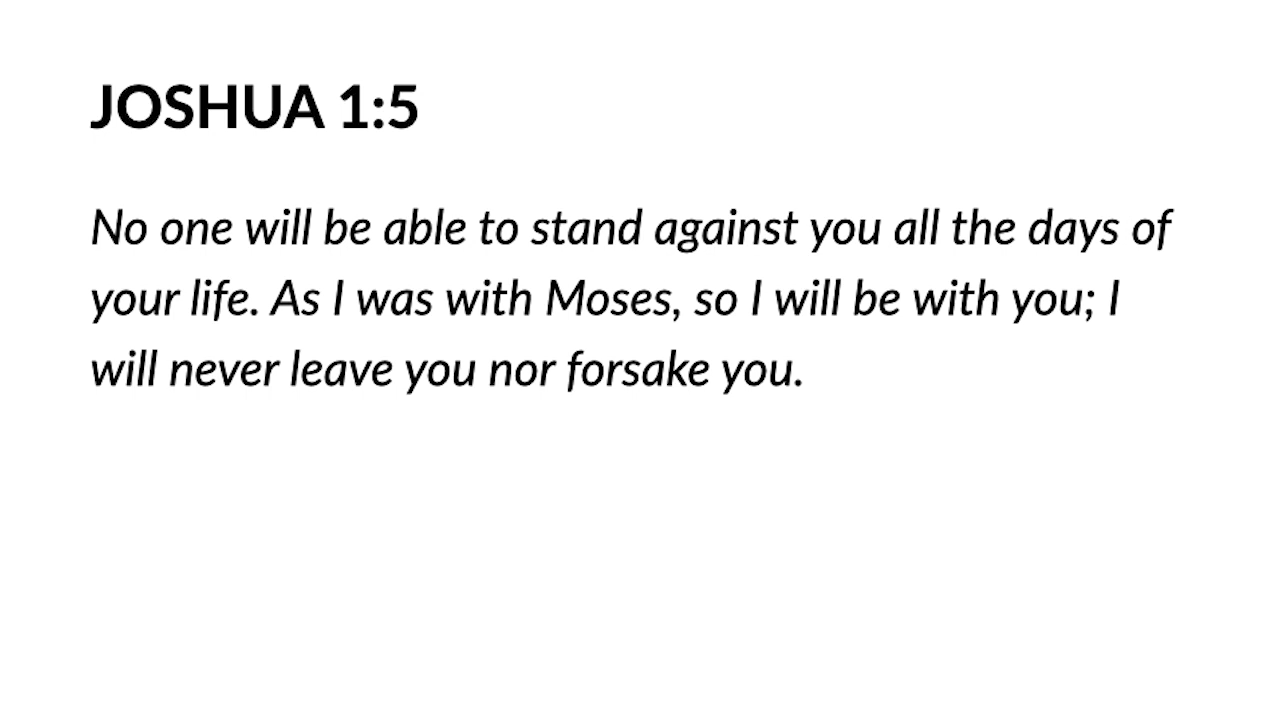 JOSHUA 1:5
No one will be able to stand against you all the days of
your life. As I was with Moses, so I will be with you; I
will never leave you nor forsake you.